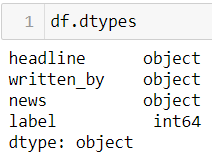 1 df.dtypes
headline object
written_by object
news object
label int64
dtype: object